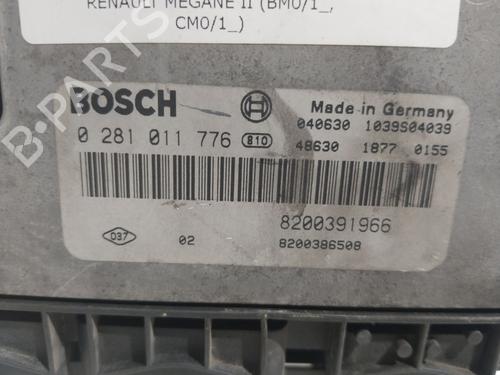 RENAULT MEGANE II (BM0/1_,
CM0/1_)
B-PARTS
BOSCH
Made in Germany
0 281 011 776 810
040630 1039S04039
48630 1877 0155
8200391966
D37 02 8200386508